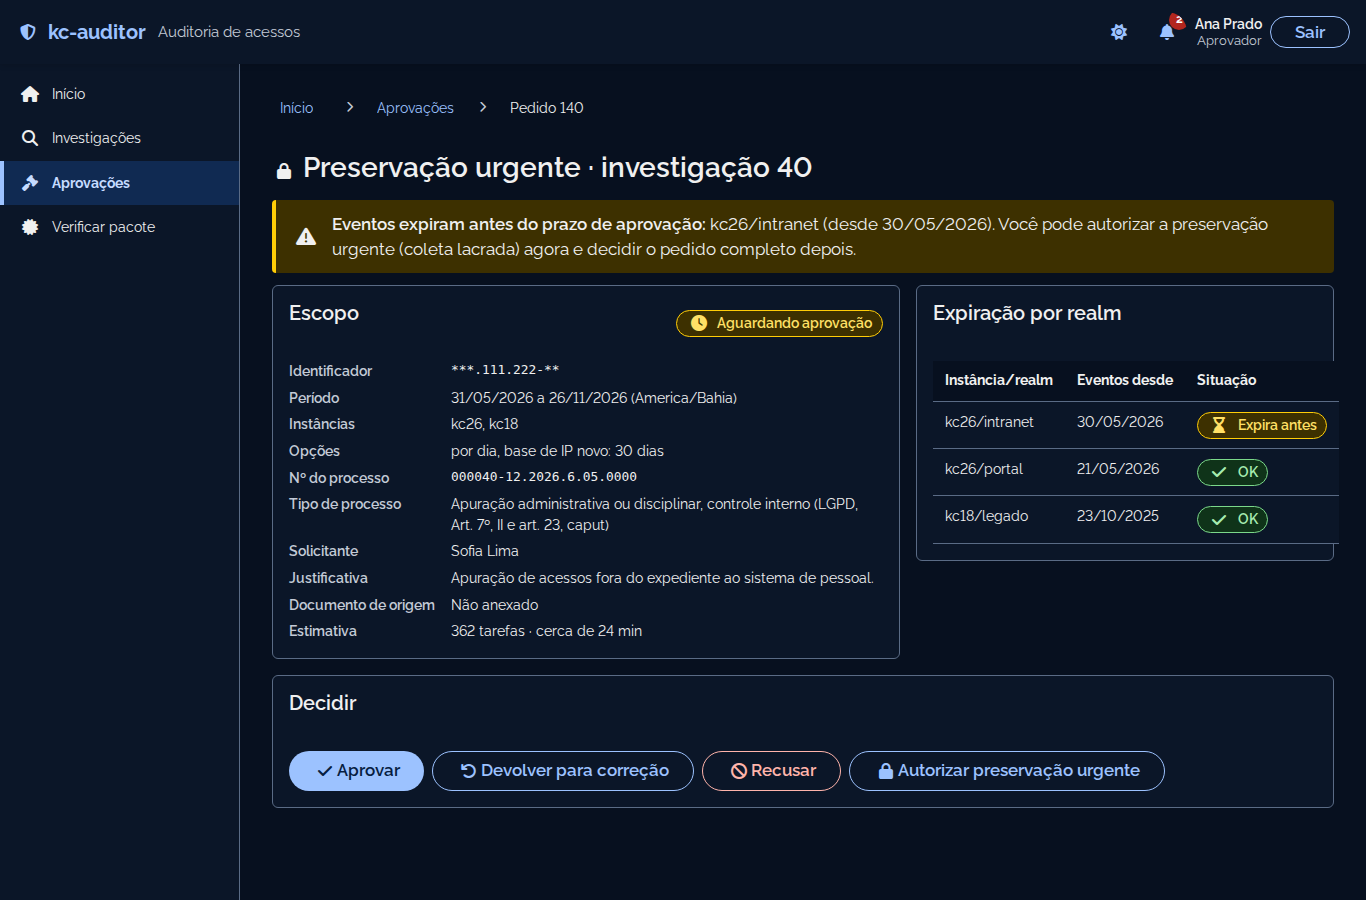 kc-auditor Auditoria de acessos
2
Ana Prado
Aprovador
Sair
Início
Investigações
Aprovações
Verificar pacote
Início > Aprovações > Pedido 140
Preservação urgente · investigação 40
Eventos expiram antes do prazo de aprovação: kc26/intranet (desde 30/05/2026). Você pode autorizar a preservação
urgente (coleta lacrada) agora e decidir o pedido completo depois.
Escopo
Aguardando aprovação
Identificador ***.111.222-**
Período 31/05/2026 a 26/11/2026 (America/Bahia)
Instâncias kc26, kc18
Opções por dia, base de IP novo: 30 dias
Nº do processo 000040-12.2026.6.05.0000
Tipo de processo Apuração administrativa ou disciplinar, controle interno (LGPD,
Art. 7º, II e art. 23, caput)
Solicitante Sofia Lima
Justificativa Apuração de acessos fora do expediente ao sistema de pessoal.
Documento de origem Não anexado
Estimativa 362 tarefas · cerca de 24 min
Expiração por realm
Instância/realm Eventos desde Situação
kc26/intranet 30/05/2026 Expira antes
kc26/portal 21/05/2026 OK
kc18/legado 23/10/2025 OK
Decidir
Aprovar
Devolver para correção
Recusar
Autorizar preservação urgente